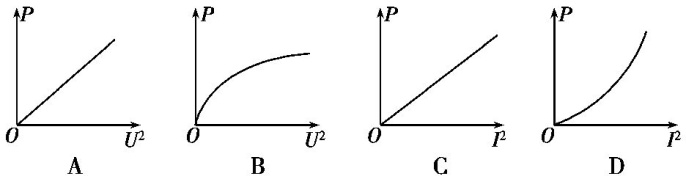 P P P P
O U² O U² O I² O I²
A B C D